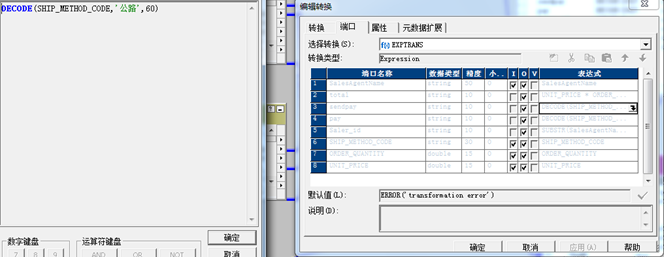 DECODE(SHIP_METHOD_CODE,'公路',60)
数字键盘
运算符键盘
7 8 9
AND OR NOT
确定
取消
编辑转换
转换 端口 属性 元数据扩展
选择转换(S): f(x) EXPTRANS
转换类型: Expression
端口名称 数据类型 精度 小.. I O V 表达式
1 SalesAgentName string 50 0
2 total string 10 0 UNIT_PRICE * ORDER_...
3 sendpar string 10 0 DECODE(SHIP_METHOD_...
4 par string 10 0
5 Saler_id string 10 0 SUBSTR(SalesAgentNa...
6 SHIP_METHOD_CODE string 30 0 SHIP_METHOD_CODE
7 ORDER_QUANTITY double 15 0 ORDER_QUANTITY
8 UNIT_PRICE double 15 0 UNIT_PRICE
默认值(L): ERROR('transformation error')
说明(D):
确定 取消 应用(A) 帮助